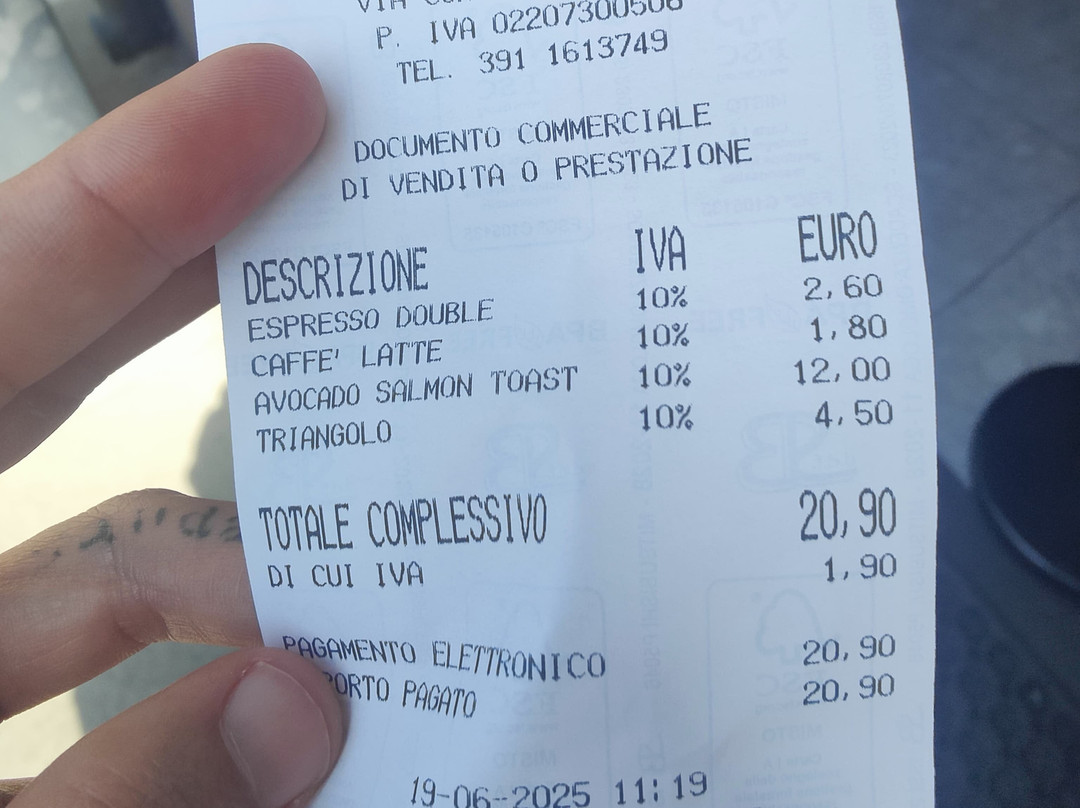 VIA
P. IVA 02207300508
TEL. 391 1613749
DOCUMENTO COMMERCIALE
DI VENDITA O PRESTAZIONE
DESCRIZIONE IVA EURO
ESPRESSO DOUBLE 10% 2,60
CAFFE' LATTE 10% 1,80
AVOCADO SALMON TOAST 10% 12,00
TRIANGOLO 10% 4,50
TOTALE COMPLESSIVO 20,90
DI CUI IVA 1,90
PAGAMENTO ELETTRONICO 20,90
PORTO PAGATO 20,90
19-06-2025 11:19